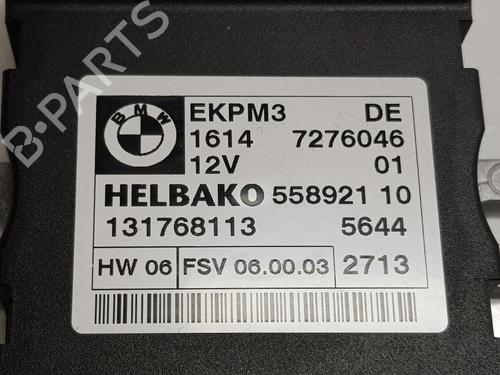 B-PARTS
BMW
EKPM3 DE
1614 7276046
12V 01
HELBAKO 558921 10
131768113 5644
HW 06 FSV 06.00.03 2713